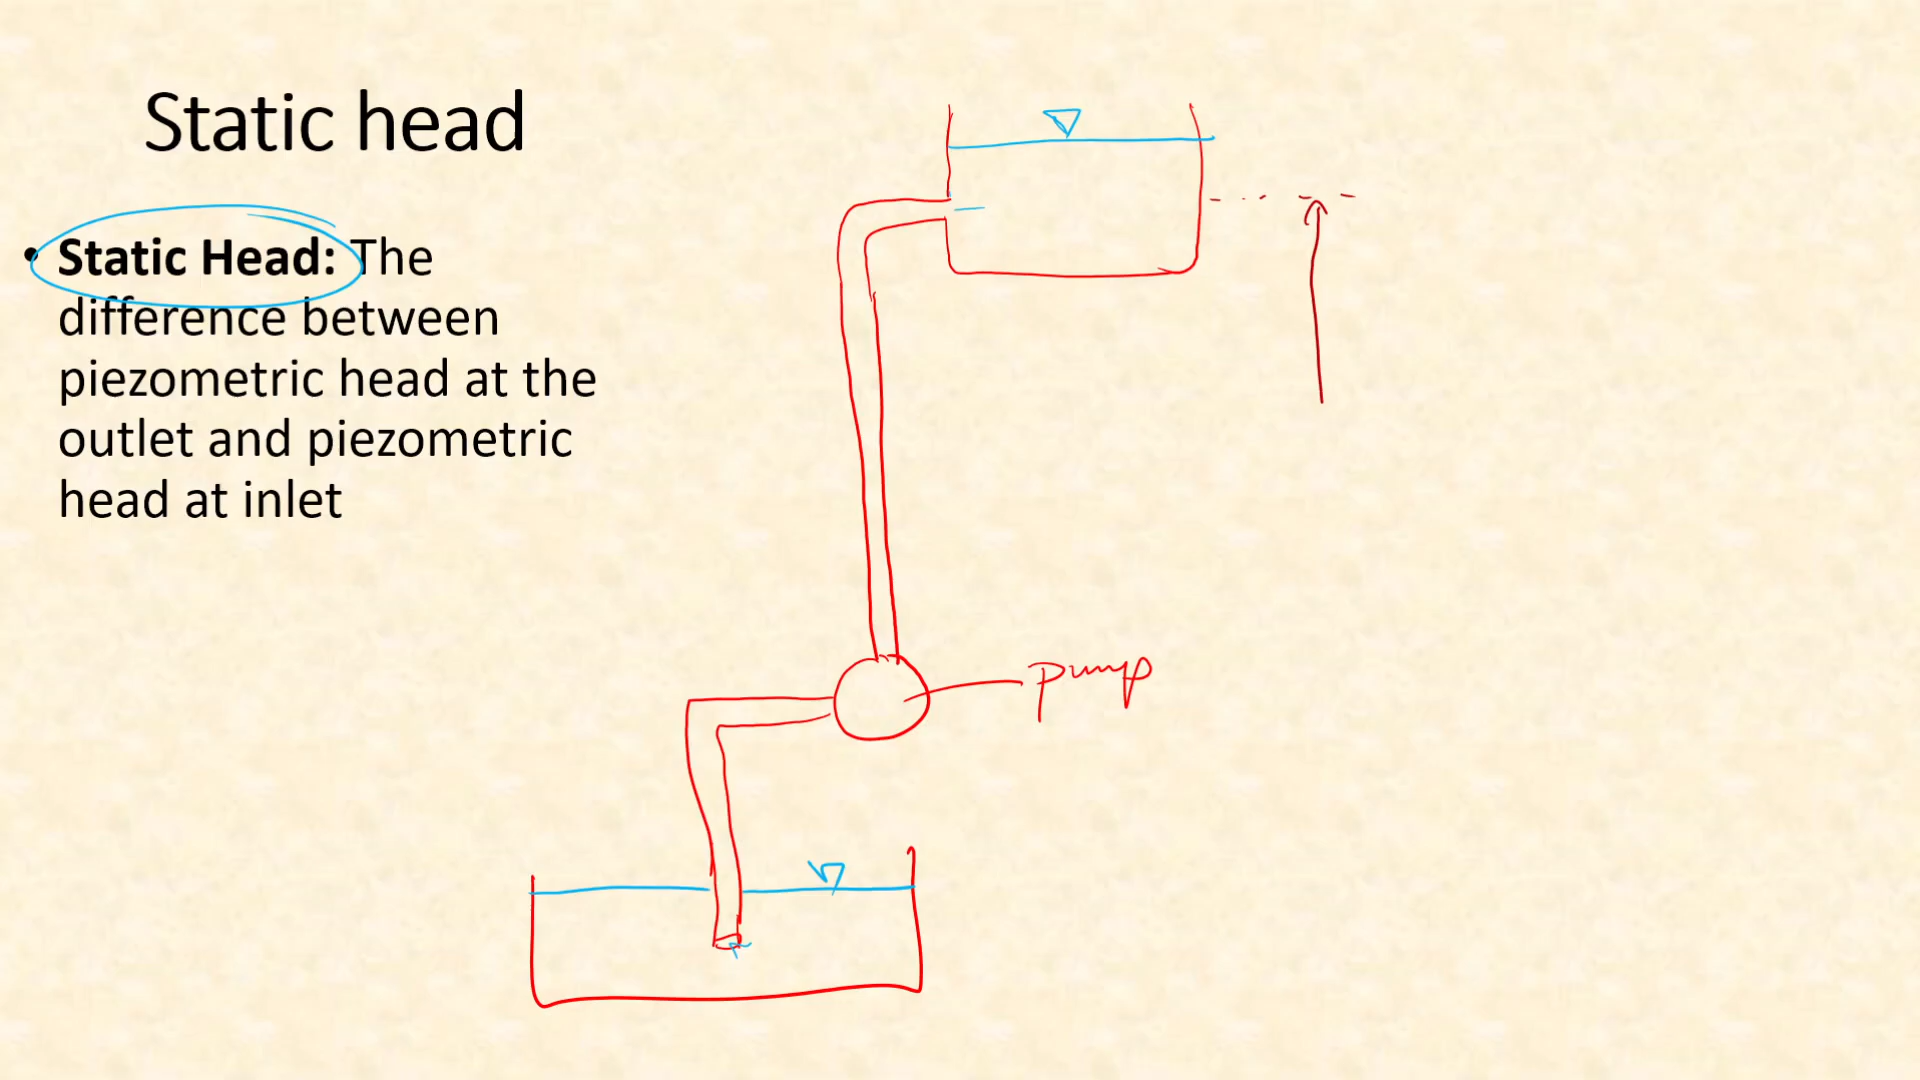 Static head
• Static Head: The
difference between
piezometric head at the
outlet and piezometric
head at inlet
pump